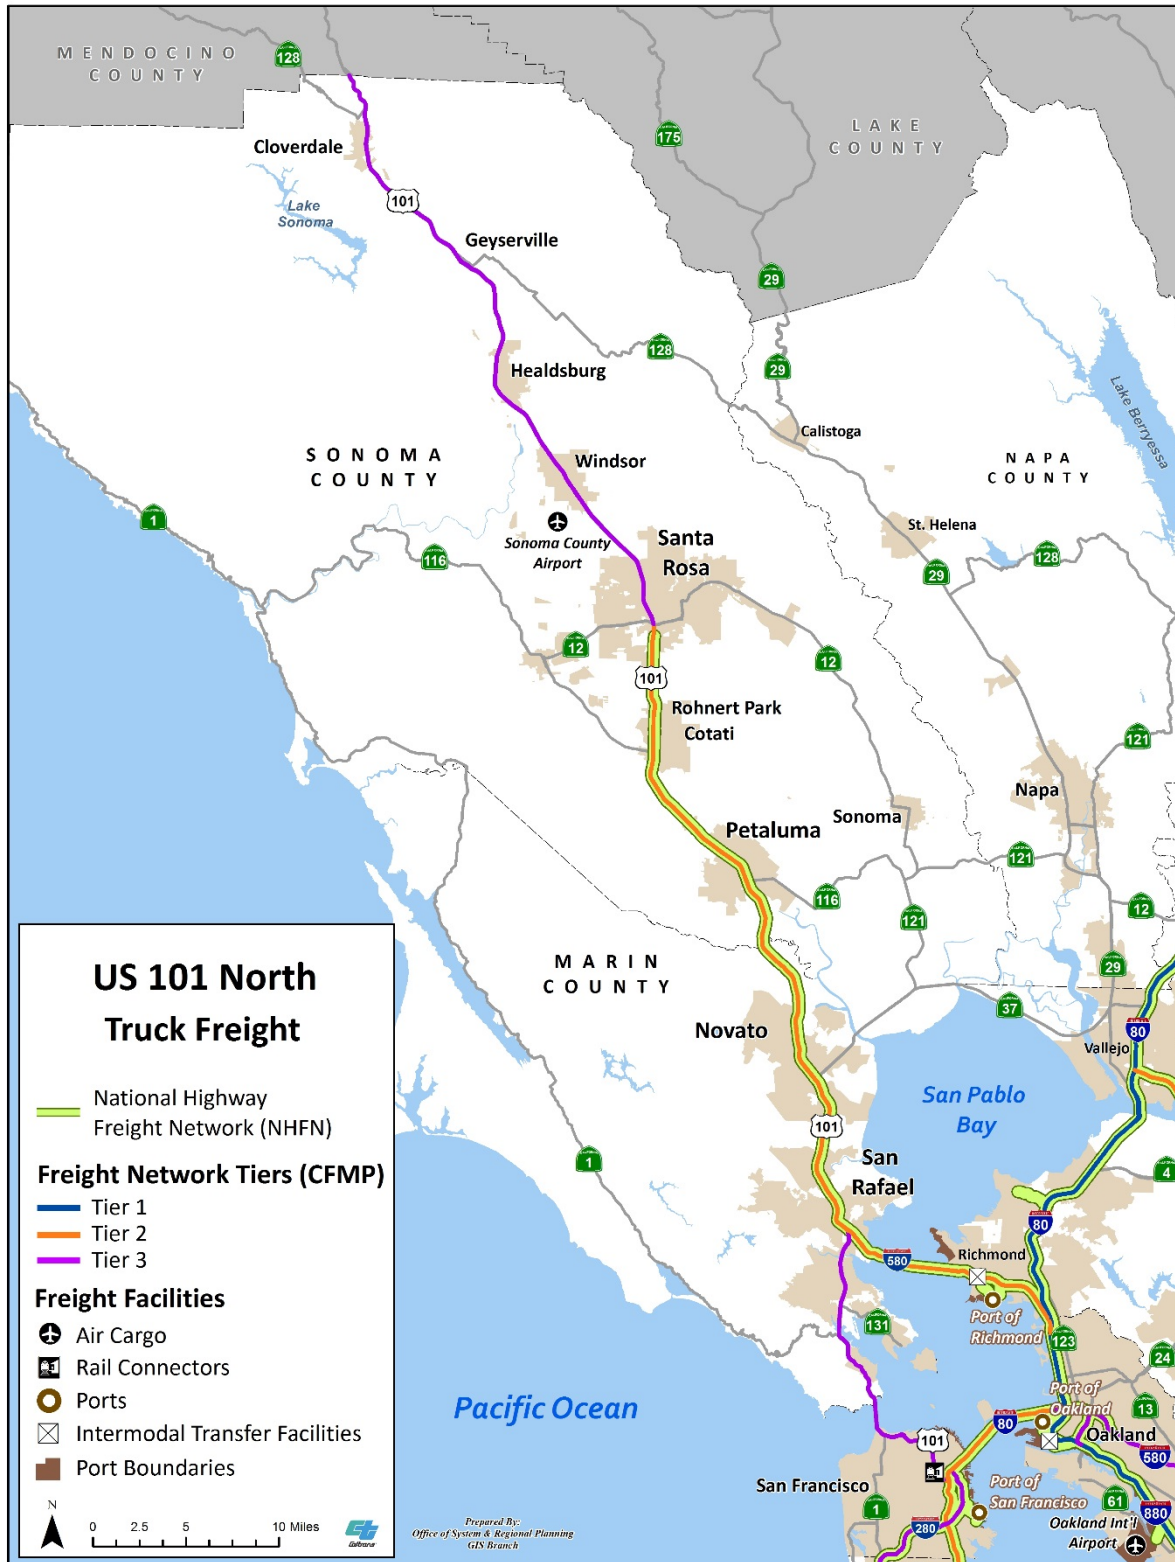 MENDOCINO
COUNTY
128
175
LAKE
COUNTY
Cloverdale
101
Lake
Sonoma
Geyserville
29
128
29
Healdsburg
Lake Berryessa
Calistoga
SONOMA
COUNTY
Windsor
NAPA
COUNTY
1
St. Helena
Sonoma County
Airport
Santa
Rosa
116
128
29
12
12
101
Rohnert Park
Cotati
121
Napa
Petaluma
Sonoma
121
116
12
121
MARIN
COUNTY
29
37
Novato
80
Vallejo
San Pablo
Bay
101
1
San
Rafael
4
80
580
Richmond
Port of
Richmond
131
123
24
Port of
Oakland
13
Pacific Ocean
80
Oakland
101
580
San Francisco
Port of
San Francisco
1
61
280
880
Oakland Int'l
Airport
US 101 North
Truck Freight
National Highway
Freight Network (NHFN)
Freight Network Tiers (CFMP)
Tier 1
Tier 2
Tier 3
Freight Facilities
Air Cargo
Rail Connectors
Ports
Intermodal Transfer Facilities
Port Boundaries
N
0 2.5 5 10 Miles
Caltrans
Prepared By:
Office of System & Regional Planning
GIS Branch